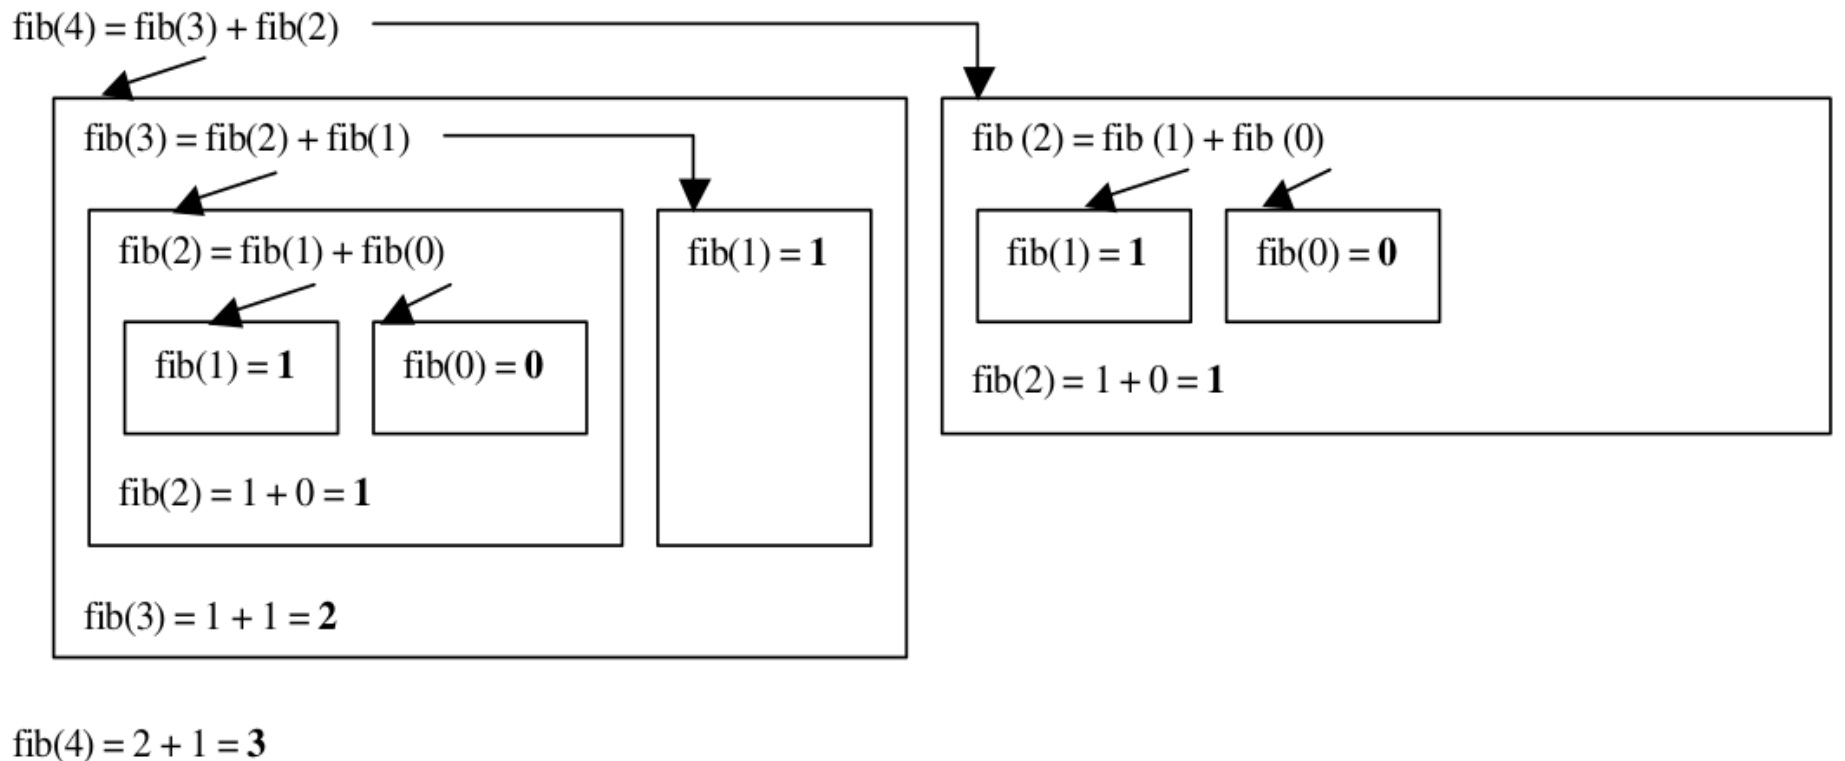 fib(4) = fib(3) + fib(2)
fib(3) = fib(2) + fib(1)
fib(2) = fib(1) + fib(0)
fib(1) = 1
fib(0) = 0
fib(2) = 1 + 0 = 1
fib(1) = 1
fib(3) = 1 + 1 = 2
fib (2) = fib (1) + fib (0)
fib(1) = 1
fib(0) = 0
fib(2) = 1 + 0 = 1
fib(4) = 2 + 1 = 3